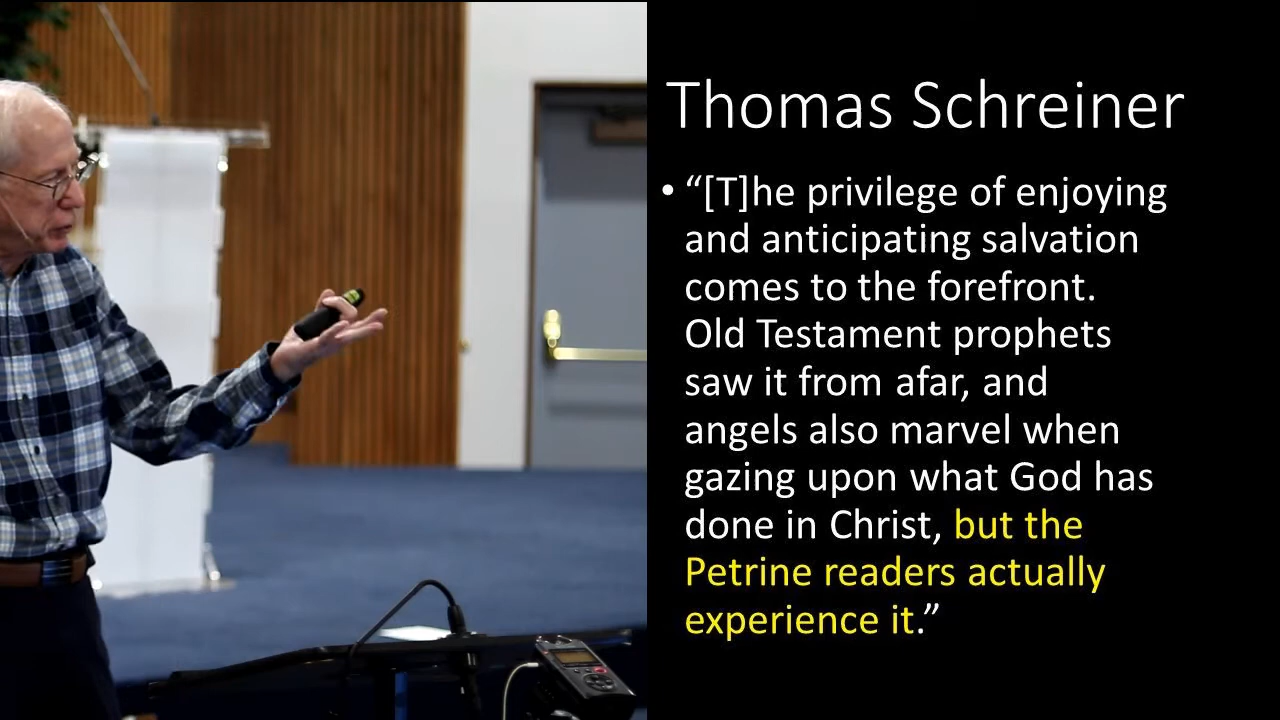 Thomas Schreiner
• “[T]he privilege of enjoying
and anticipating salvation
comes to the forefront.
Old Testament prophets
saw it from afar, and
angels also marvel when
gazing upon what God has
done in Christ, but the
Petrine readers actually
experience it.”